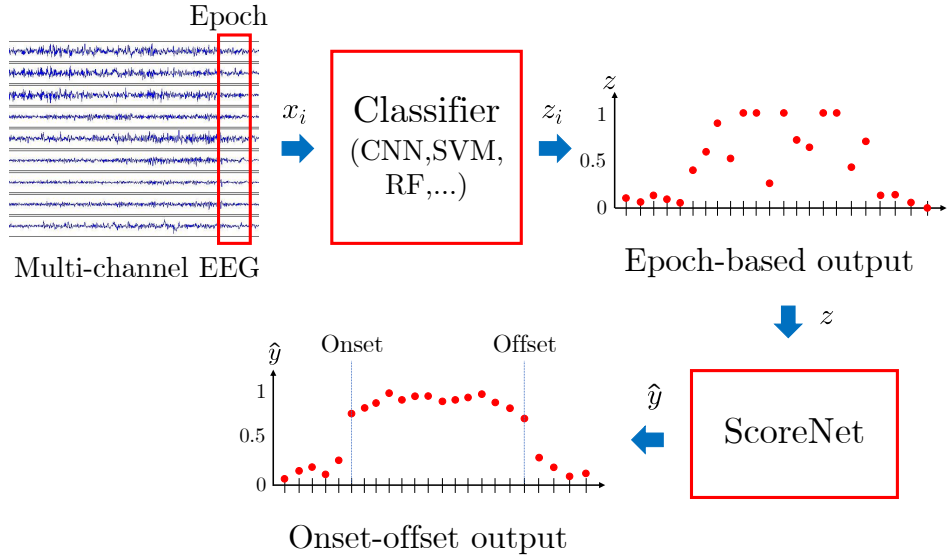 Epoch
x_i
Classifier
(CNN,SVM,
RF,...)
z_i
z
1
0.5
0
Multi-channel EEG
Epoch-based output
z
ScoreNet
ŷ
Onset
Offset
ŷ
1
0.5
0
Onset-offset output